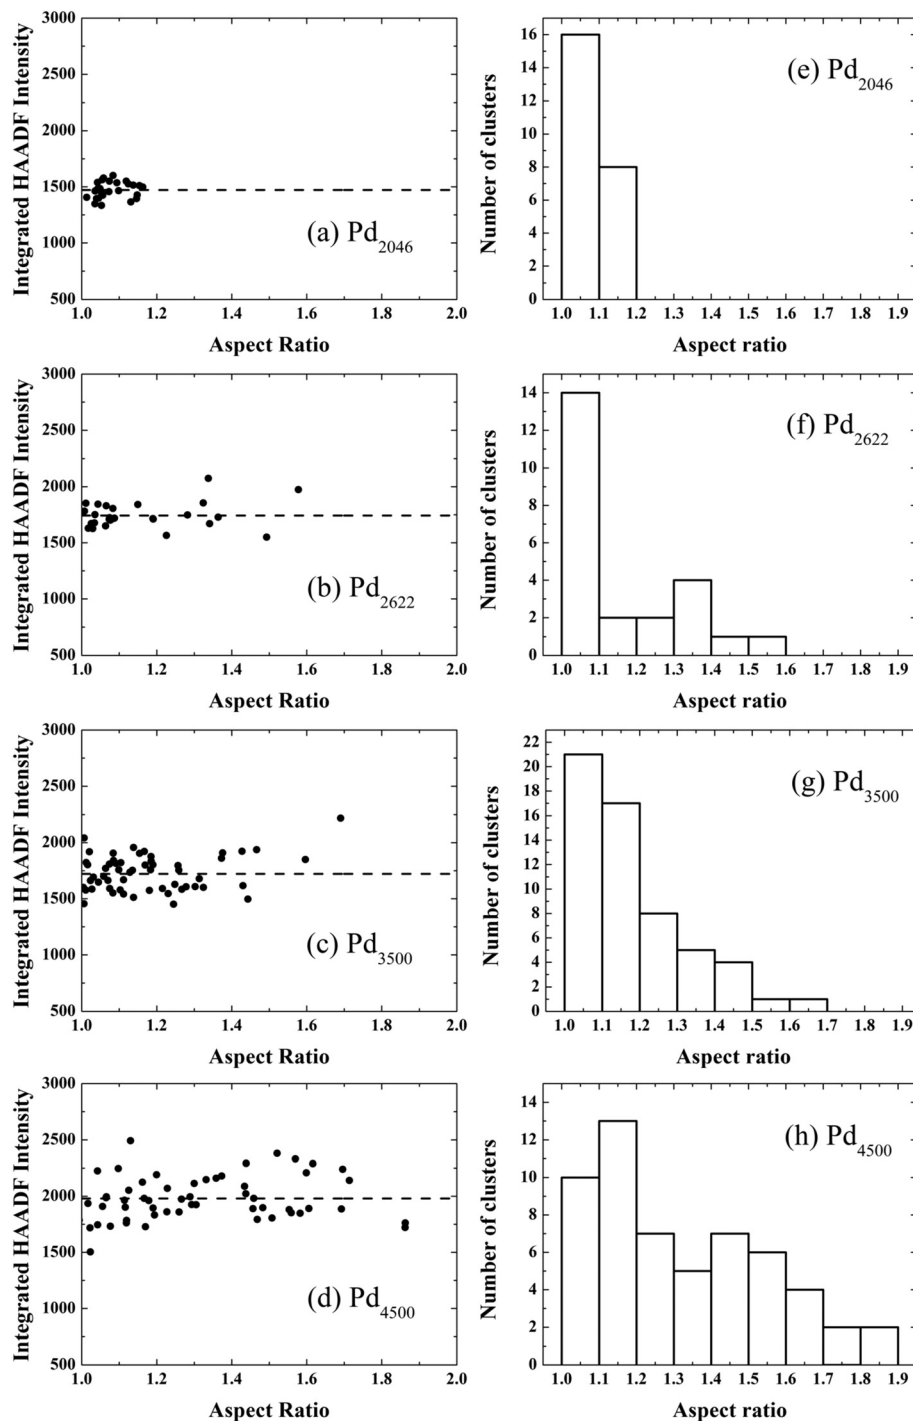 3000
2500
2000
1500
1000
500
Integrated HAADF Intensity
(a) Pd2046
1.0 1.2 1.4 1.6 1.8 2.0
Aspect Ratio
16
14
12
10
8
6
4
2
0
Number of clusters
(e) Pd2046
1.0 1.1 1.2 1.3 1.4 1.5 1.6 1.7 1.8 1.9
Aspect ratio
3000
2500
2000
1500
1000
500
Integrated HAADF Intensity
(b) Pd2622
1.0 1.2 1.4 1.6 1.8 2.0
Aspect Ratio
14
12
10
8
6
4
2
0
Number of clusters
(f) Pd2622
1.0 1.1 1.2 1.3 1.4 1.5 1.6 1.7 1.8 1.9
Aspect ratio
3000
2500
2000
1500
1000
500
Integrated HAADF Intensity
(c) Pd3500
1.0 1.2 1.4 1.6 1.8 2.0
Aspect Ratio
22
20
18
16
14
12
10
8
6
4
2
0
Number of clusters
(g) Pd3500
1.0 1.1 1.2 1.3 1.4 1.5 1.6 1.7 1.8 1.9
Aspect ratio
3000
2500
2000
1500
1000
500
Integrated HAADF Intensity
(d) Pd4500
1.0 1.2 1.4 1.6 1.8 2.0
Aspect Ratio
14
12
10
8
6
4
2
0
Number of clusters
(h) Pd4500
1.0 1.1 1.2 1.3 1.4 1.5 1.6 1.7 1.8 1.9
Aspect ratio